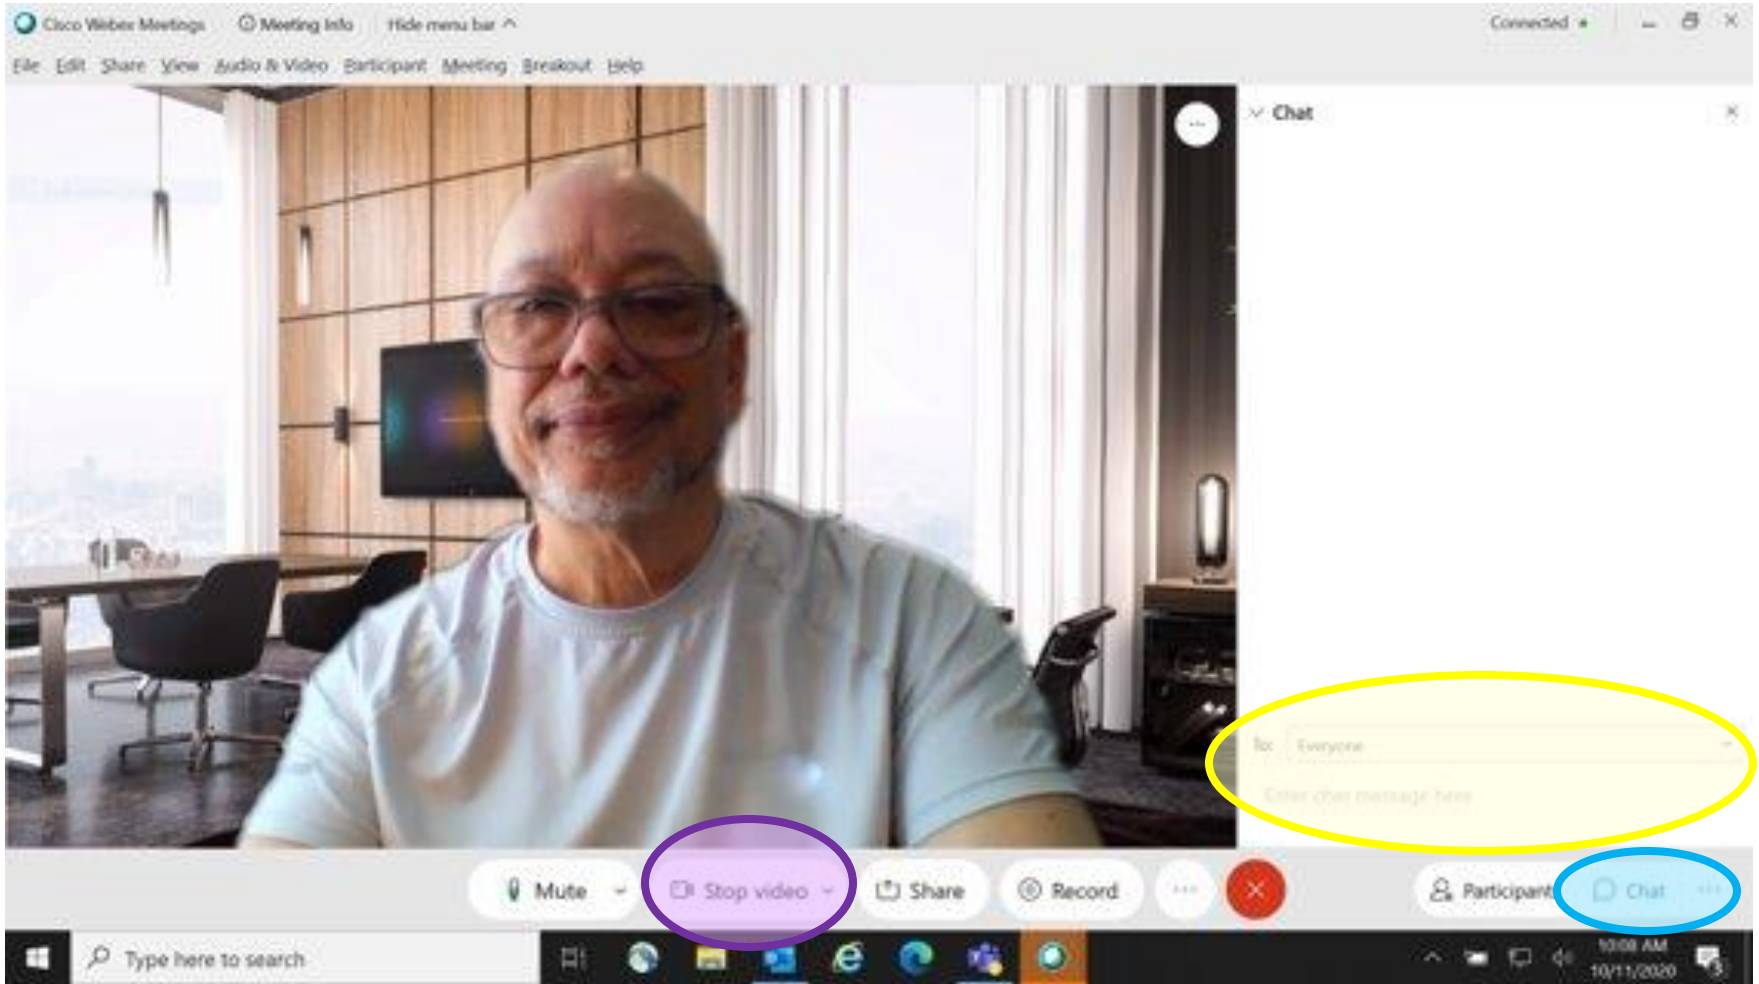 Cisco Webex Meetings Meeting Info Hide menu bar
Connected
File Edit Share View Audio & Video Participant Meeting Breakout Help
Chat
To: Everyone
Enter chat message here
Mute Stop video Share Record Participants Chat
Type here to search
10:08 AM
10/11/2020
3